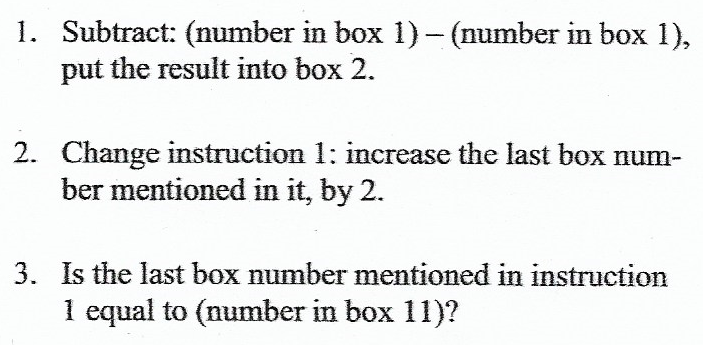 1. Subtract: (number in box 1) – (number in box 1),
put the result into box 2.
2. Change instruction 1: increase the last box num-
ber mentioned in it, by 2.
3. Is the last box number mentioned in instruction
1 equal to (number in box 11)?